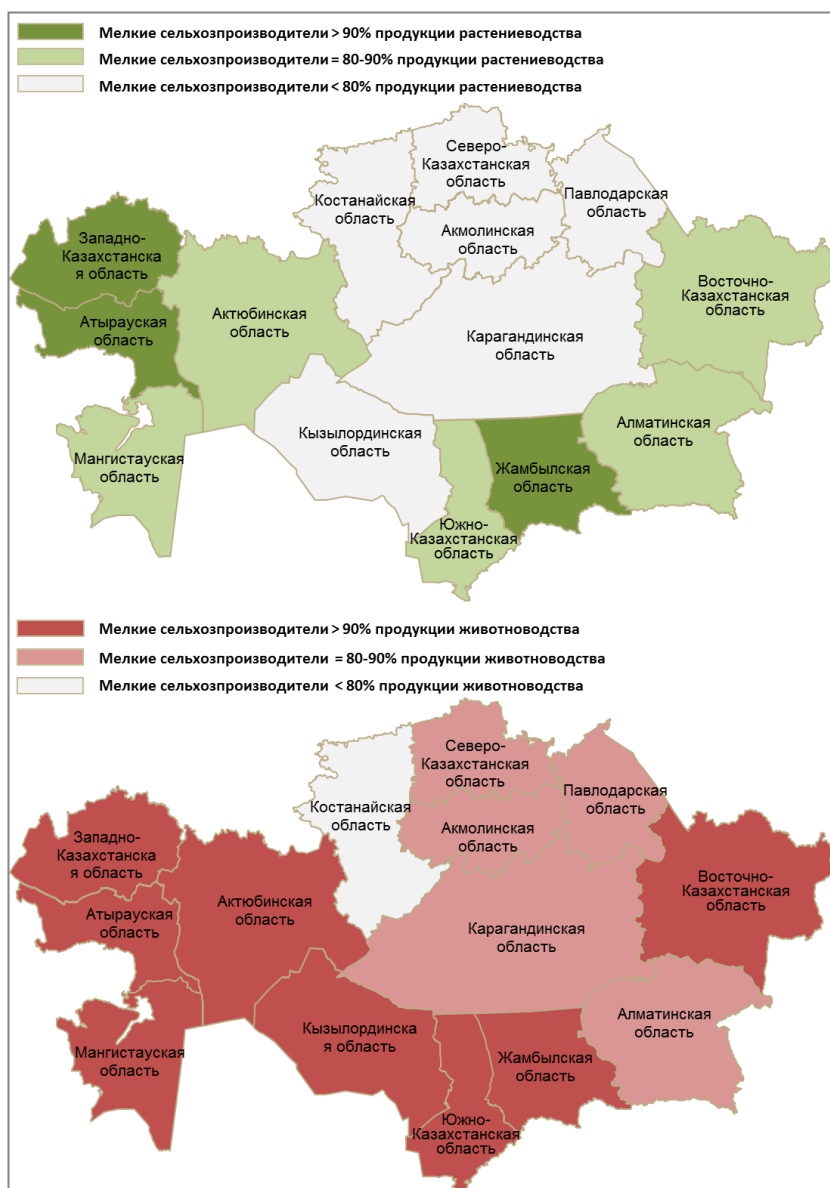 Мелкие сельхозпроизводители > 90% продукции растениеводства
Мелкие сельхозпроизводители = 80-90% продукции растениеводства
Мелкие сельхозпроизводители < 80% продукции растениеводства
Северо-
Казахстанская
область
Костанайская
область
Павлодарская
область
Акмолинская
область
Западно-
Казахстанска
я область
Восточно-
Казахстанская
область
Актюбинская
область
Атырауская
область
Карагандинская
область
Алматинская
область
Кызылординская
область
Мангистауская
область
Жамбылская
область
Южно-
Казахстанская
область
Мелкие сельхозпроизводители > 90% продукции животноводства
Мелкие сельхозпроизводители = 80-90% продукции животноводства
Мелкие сельхозпроизводители < 80% продукции животноводства
Северо-
Казахстанская
область
Костанайская
область
Павлодарская
область
Акмолинская
область
Западно-
Казахстанска
я область
Восточно-
Казахстанская
область
Актюбинская
область
Атырауская
область
Карагандинская
область
Алматинская
область
Кызылординска
я область
Мангистауская
область
Жамбылская
область
Южно-
Казахстанская
область